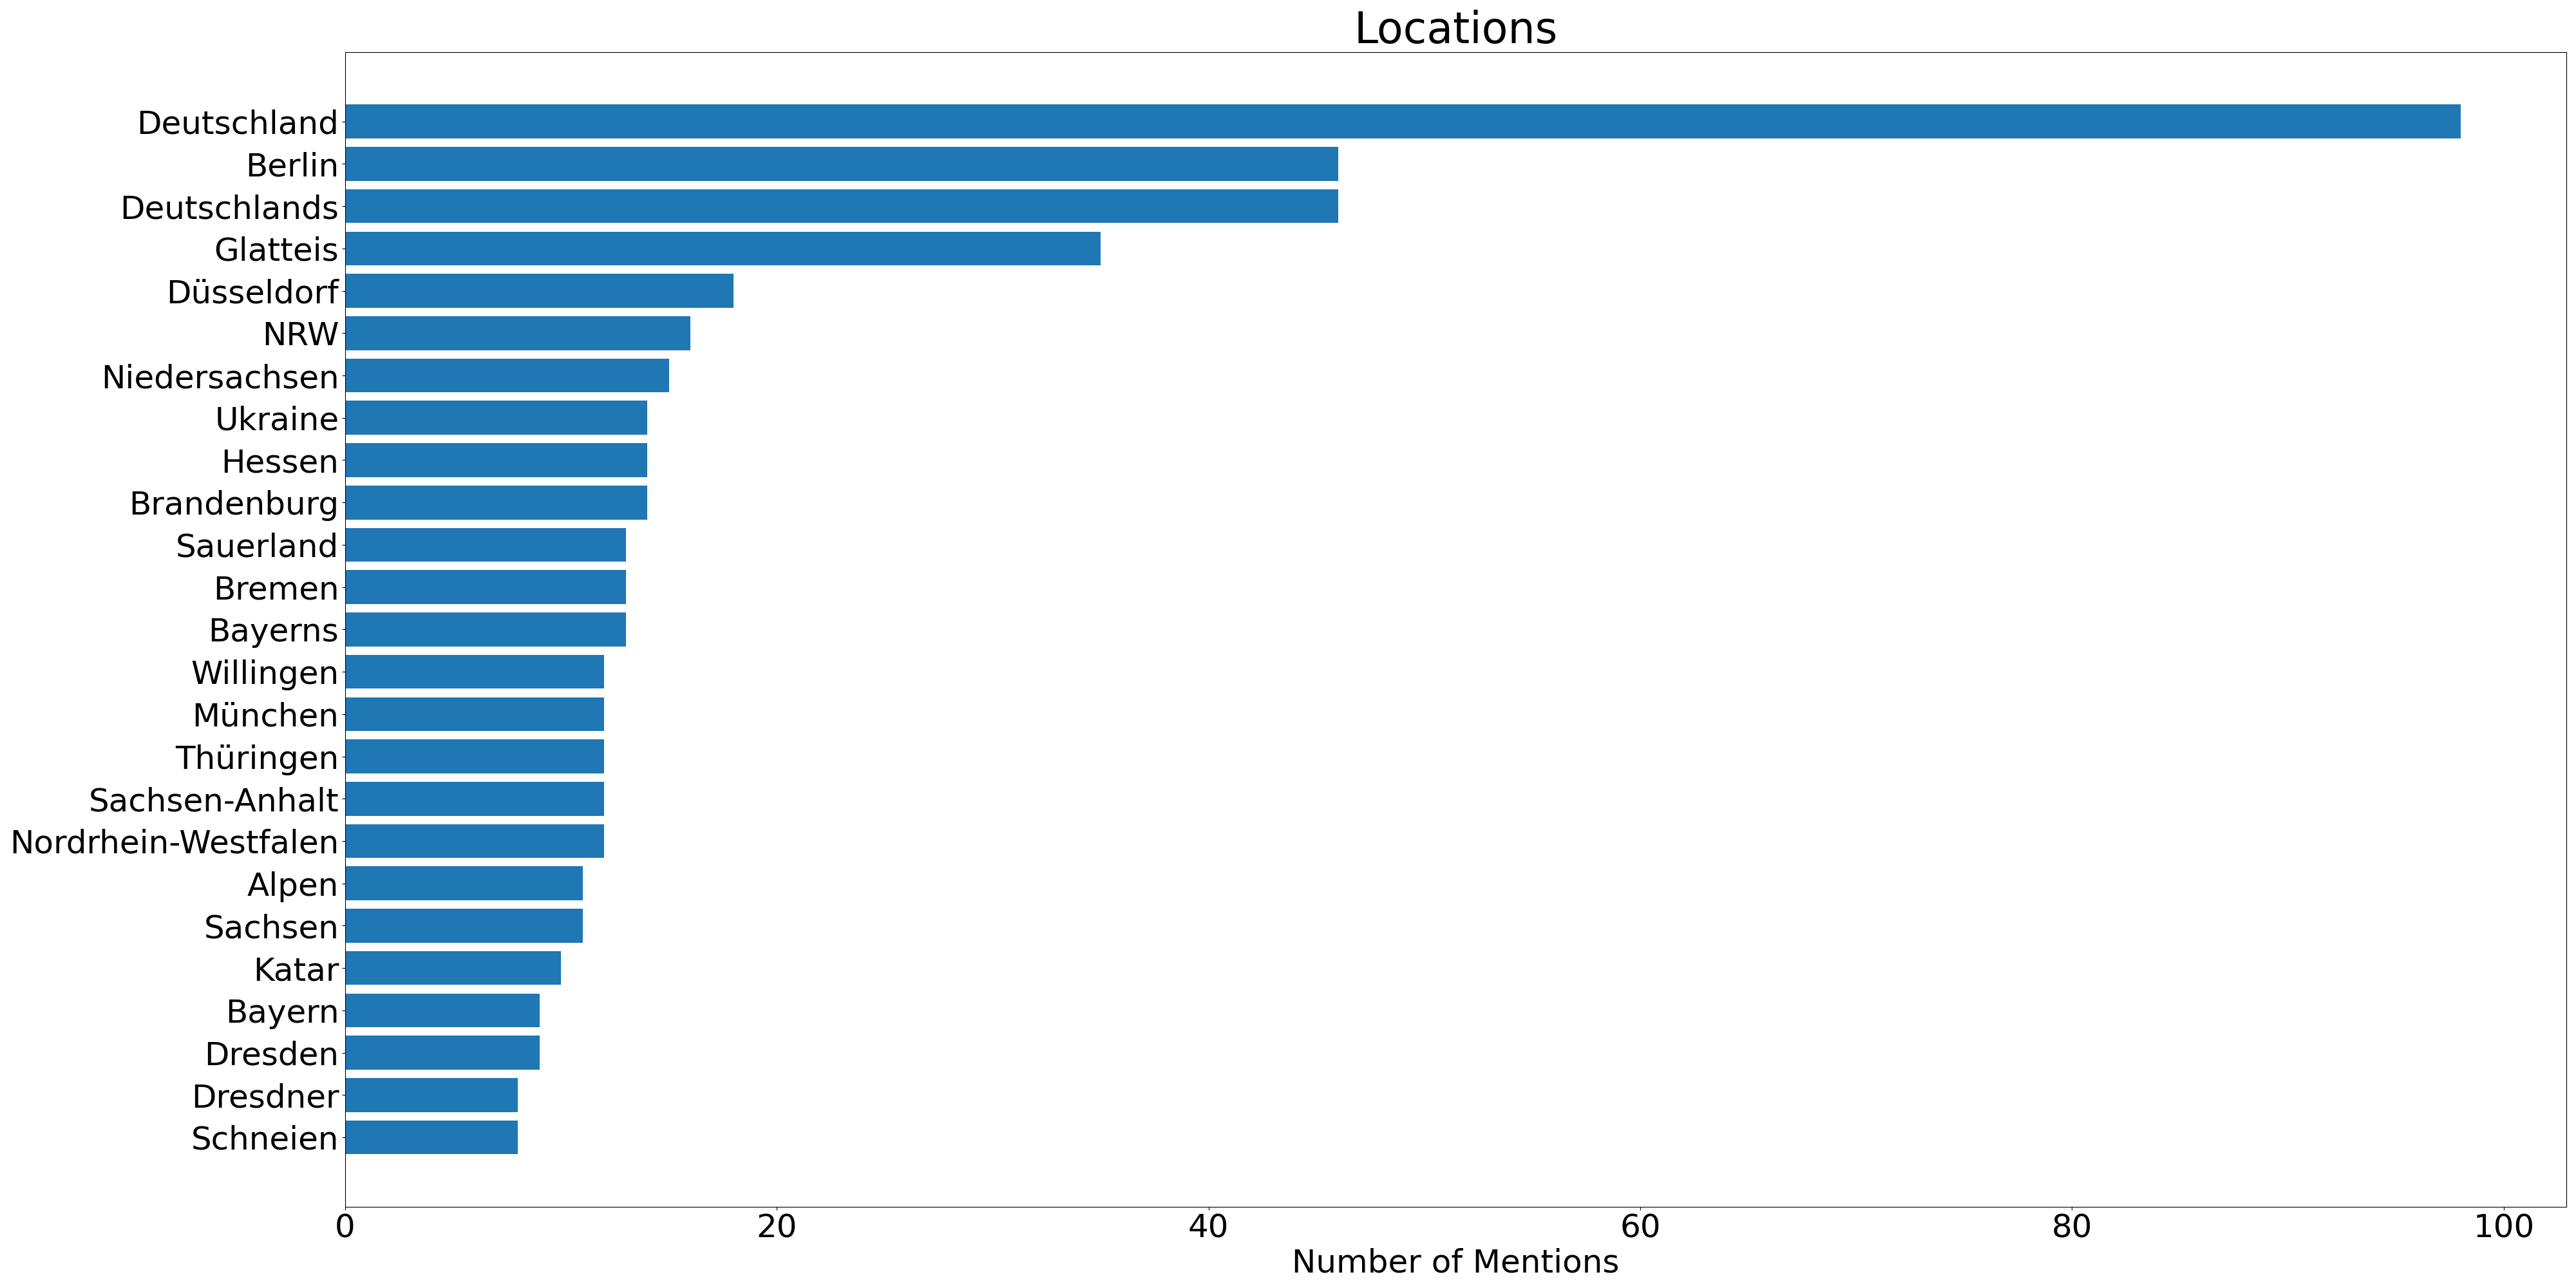 Locations
Deutschland
Berlin
Deutschlands
Glatteis
Düsseldorf
NRW
Niedersachsen
Ukraine
Hessen
Brandenburg
Sauerland
Bremen
Bayerns
Willingen
München
Thüringen
Sachsen-Anhalt
Nordrhein-Westfalen
Alpen
Sachsen
Katar
Bayern
Dresden
Dresdner
Schneien
0 20 40 60 80 100
Number of Mentions